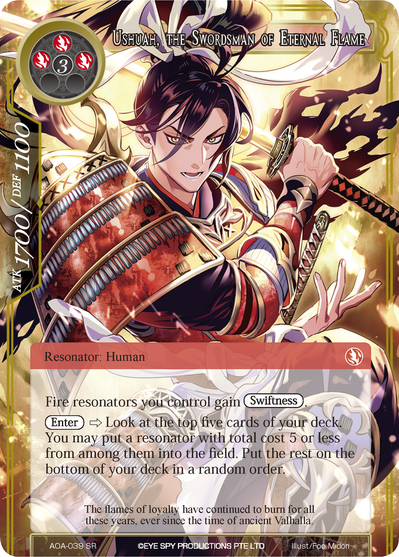 Ushuah, the Swordsman of Eternal Flame
3
ATK 1700 / DEF 1100
Resonator: Human
Fire resonators you control gain Swiftness
Enter ⇨ Look at the top five cards of your deck.
You may put a resonator with total cost 5 or less
from among them into the field. Put the rest on the
bottom of your deck in a random order.
The flames of loyalty have continued to burn for all
these years, ever since the time of ancient Valhalla.
AOA-039 SR ©EYE SPY PRODUCTIONS PTE LTD Illust/Foo Midori